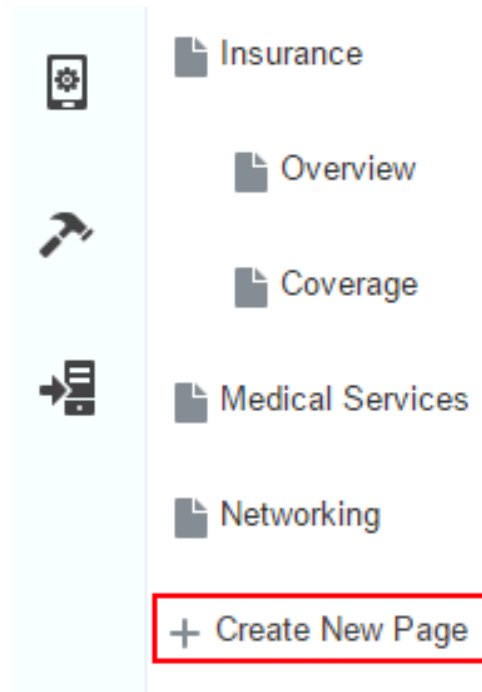 Insurance
Overview
Coverage
Medical Services
Networking
+ Create New Page